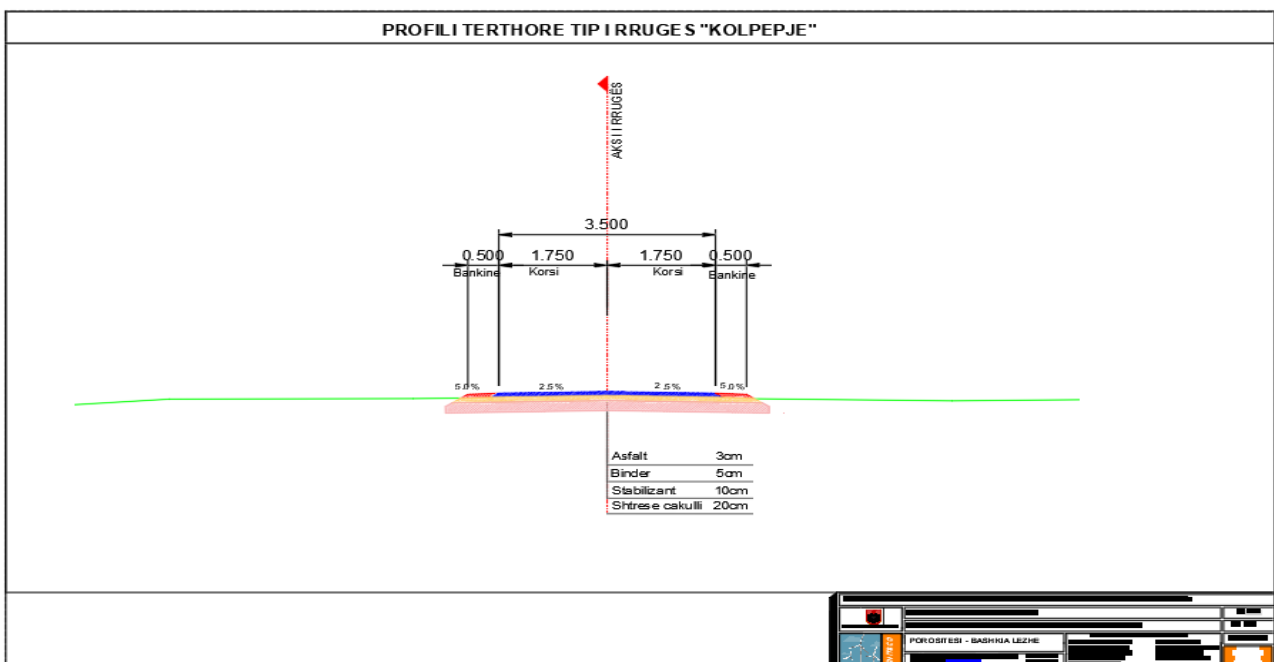 PROFILI TERTHORE TIP I RRUGES "KOLPEPJE"
AKSI I RRUGËS
3.500
0.500 1.750 1.750 0.500
Bankine Korsi Korsi Bankine
5.0% 2.5% 2.5% 5.0%
Asfalt 3cm
Binder 5cm
Stabilizant 10cm
Shtrese cakulli 20cm
POROSITESI - BASHKIA LEZHE